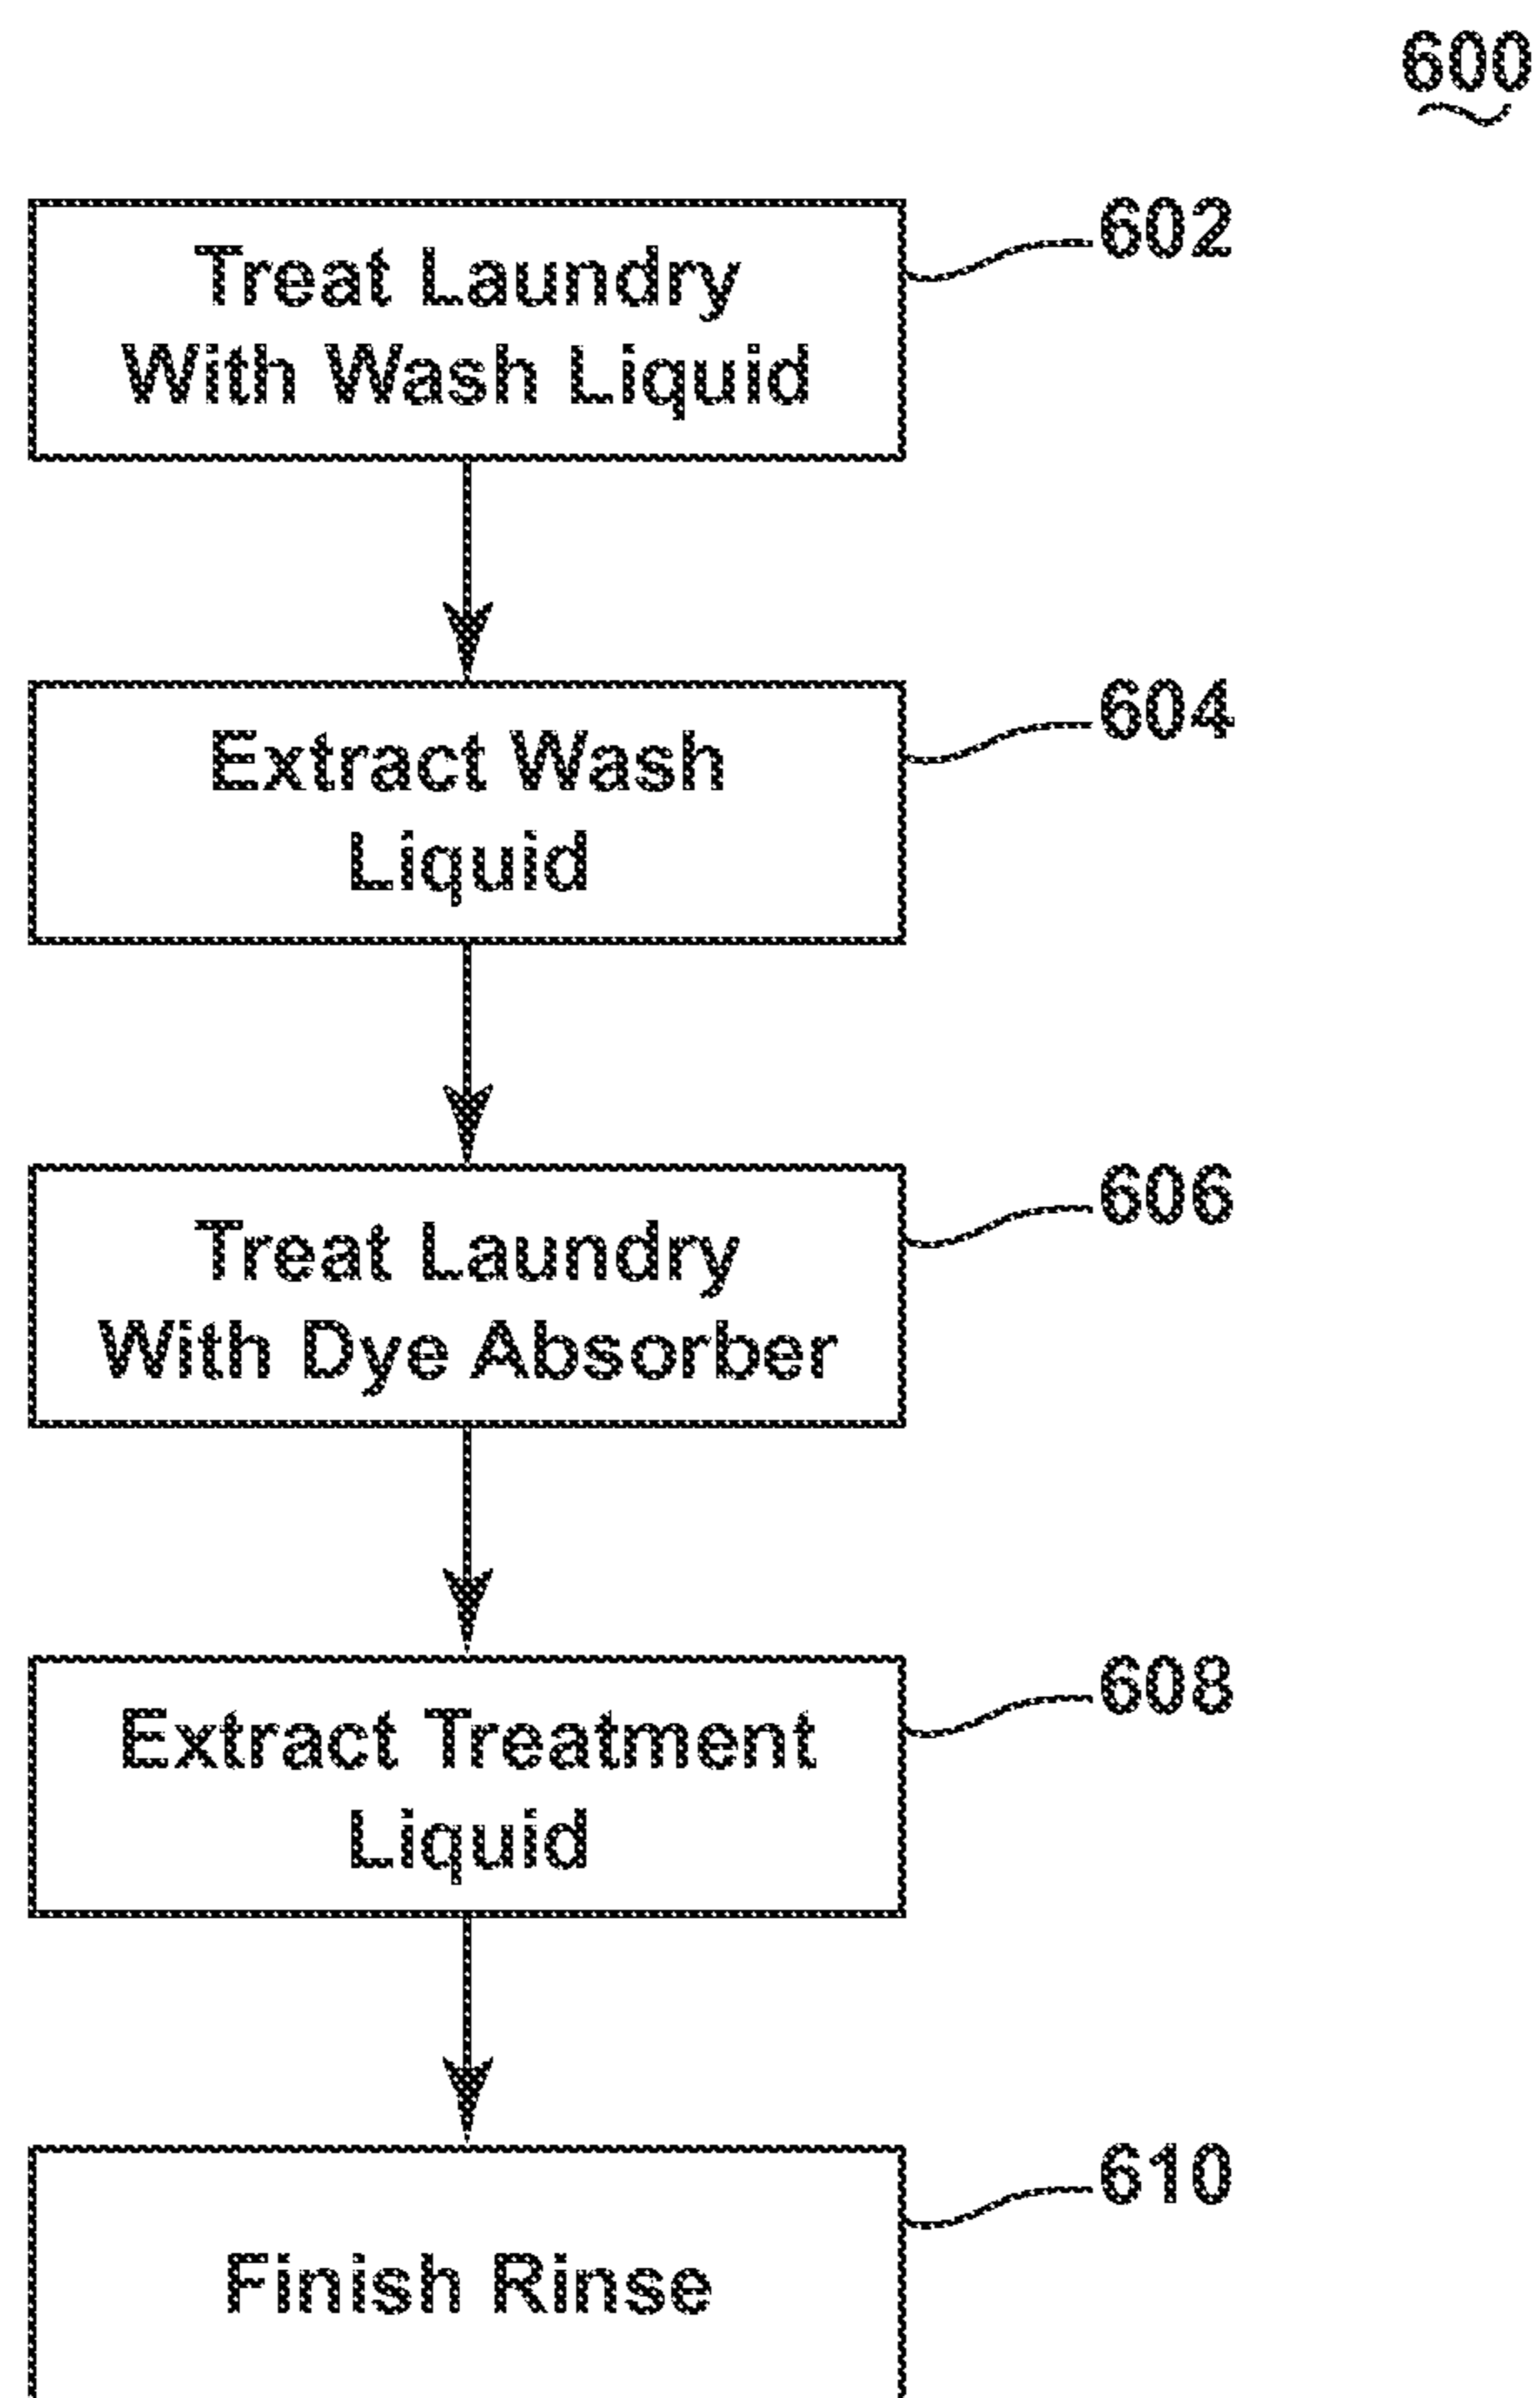 600
Treat Laundry
With Wash Liquid
602
Extract Wash
Liquid
604
Treat Laundry
With Dye Absorber
606
Extract Treatment
Liquid
608
Finish Rinse
610